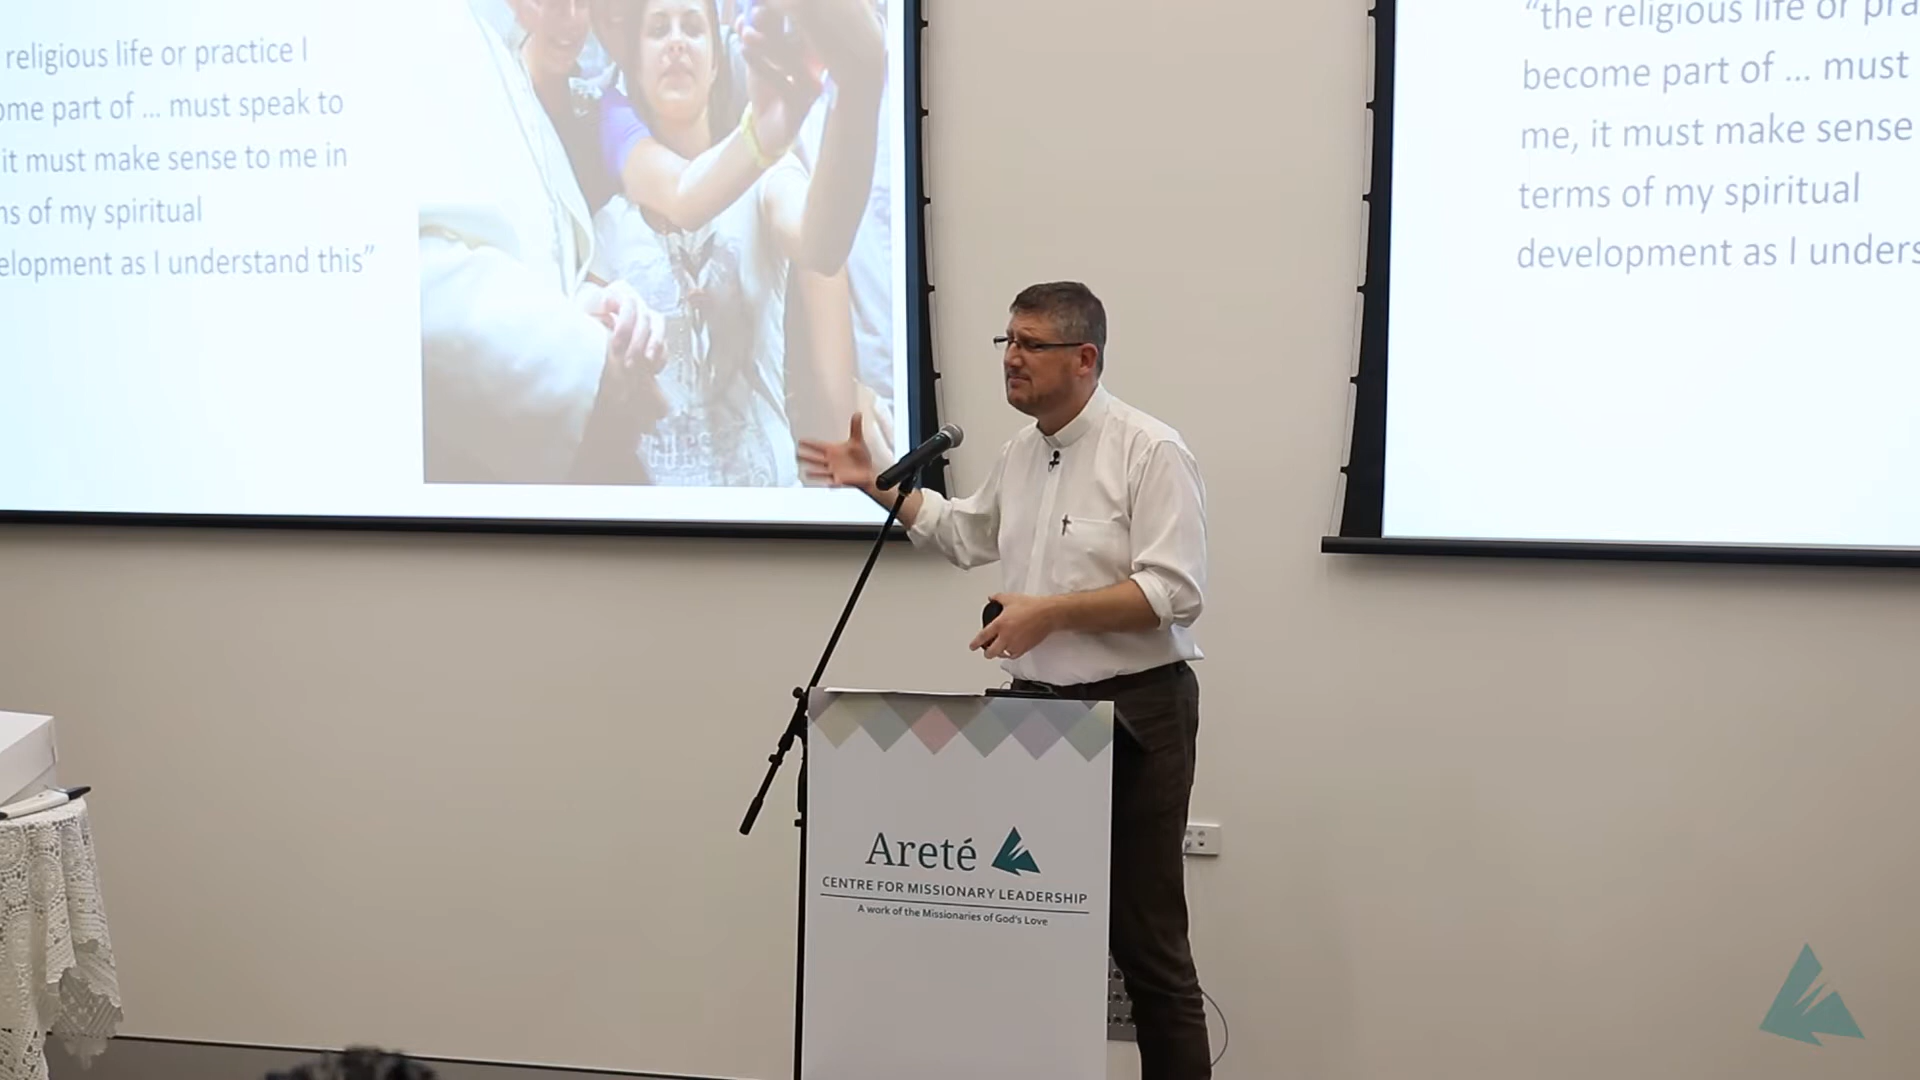 religious life or practice I
ome part of ... must speak to
it must make sense to me in
ns of my spiritual
elopment as I understand this”
“the religious life or pra
become part of ... must
me, it must make sense
terms of my spiritual
development as I unders
Areté
CENTRE FOR MISSIONARY LEADERSHIP
A work of the Missionaries of God's Love